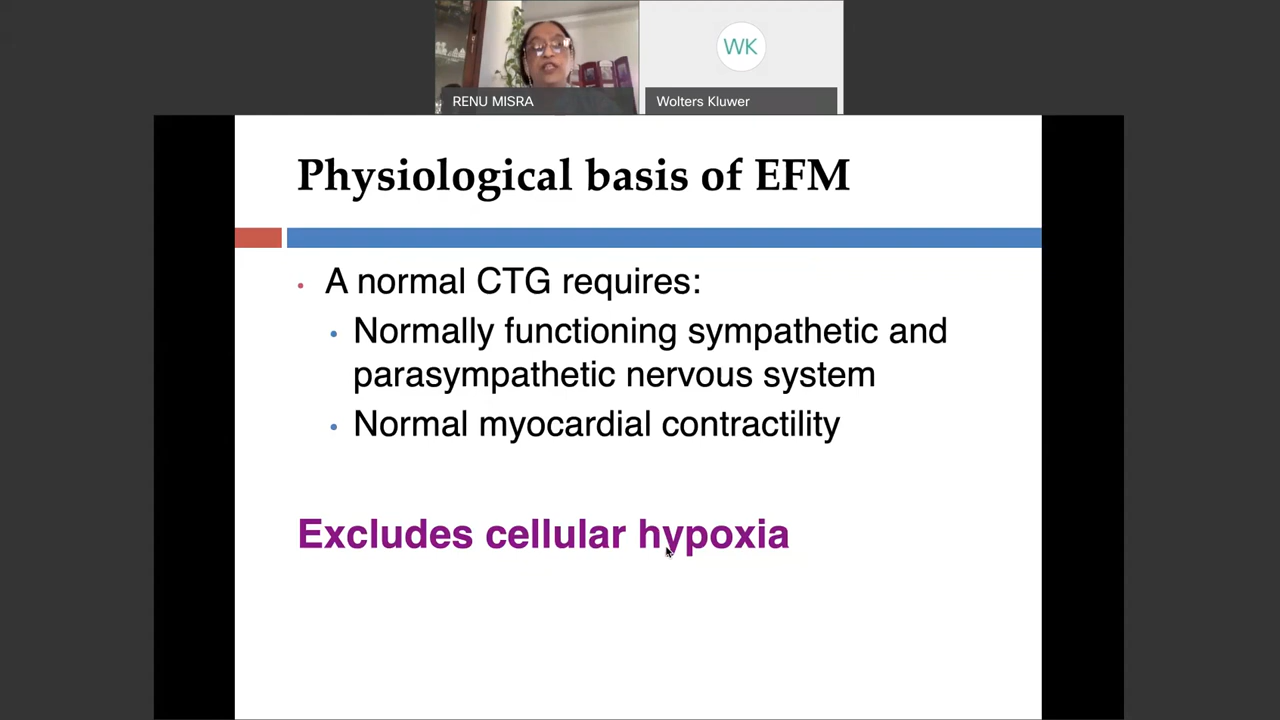 WK
RENU MISRA
Wolters Kluwer
Physiological basis of EFM
• A normal CTG requires:
• Normally functioning sympathetic and
parasympathetic nervous system
• Normal myocardial contractility
Excludes cellular hypoxia